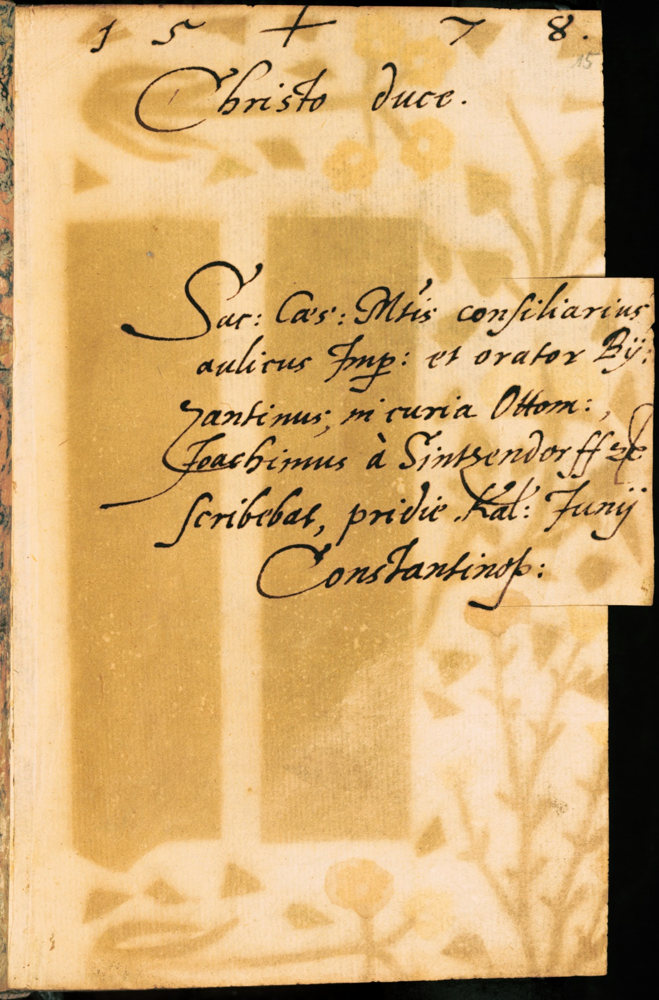 1 5 + 7 8.
15
Christo duce.
Sac: Cæs: Mtis consiliarius
aulicus Imp: et orator Bÿ:
zantinus, in curia Ottom:,
Joachimus à Sintzendorff
scribebat, pridie Kal: Junij
Constantinop: